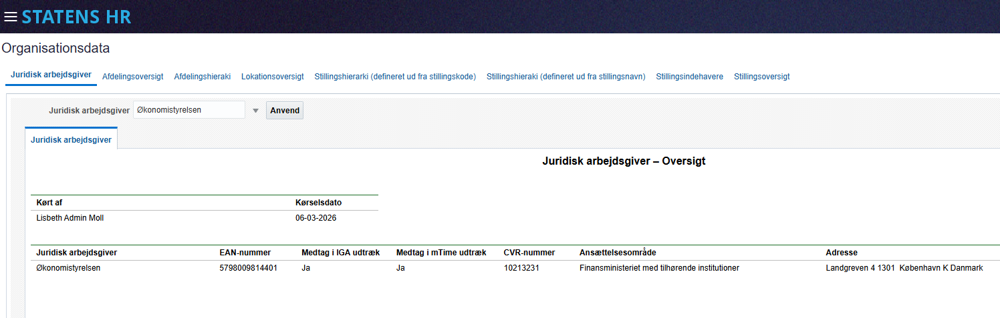 STATENS HR
Organisationsdata
Juridisk arbejdsgiver Afdelingsoversigt Afdelingshieraki Lokationsoversigt Stillingshierarki (defineret ud fra stillingskode) Stillingshieraki (defineret ud fra stillingsnavn) Stillingsindehavere Stillingsoversigt
Juridisk arbejdsgiver Økonomistyrelsen Anvend
Juridisk arbejdsgiver
Juridisk arbejdsgiver – Oversigt
Kørt af Kørselsdato
Lisbeth Admin Moll 06-03-2026
Juridisk arbejdsgiver EAN-nummer Medtag i IGA udtræk Medtag i mTime udtræk CVR-nummer Ansættelsesområde Adresse
Økonomistyrelsen 5798009814401 Ja Ja 10213231 Finansministeriet med tilhørende institutioner Landgreven 4 1301 København K Danmark